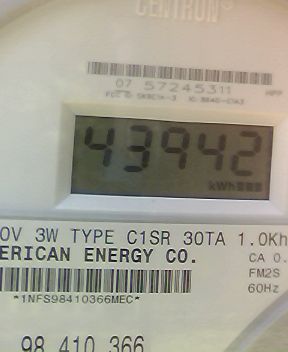 CENTRON®
07 57245311
43942
kWh
0V 3W TYPE C1SR 30TA 1.0Kh
ERICAN ENERGY CO.
CA 0.
FM2S
60Hz
*1NFS98410366MEC*
98 410 366